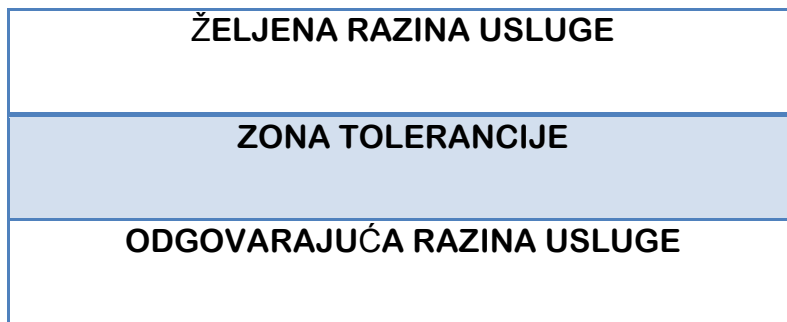 ŽELJENA RAZINA USLUGE
ZONA TOLERANCIJE
ODGOVARAJUĆA RAZINA USLUGE